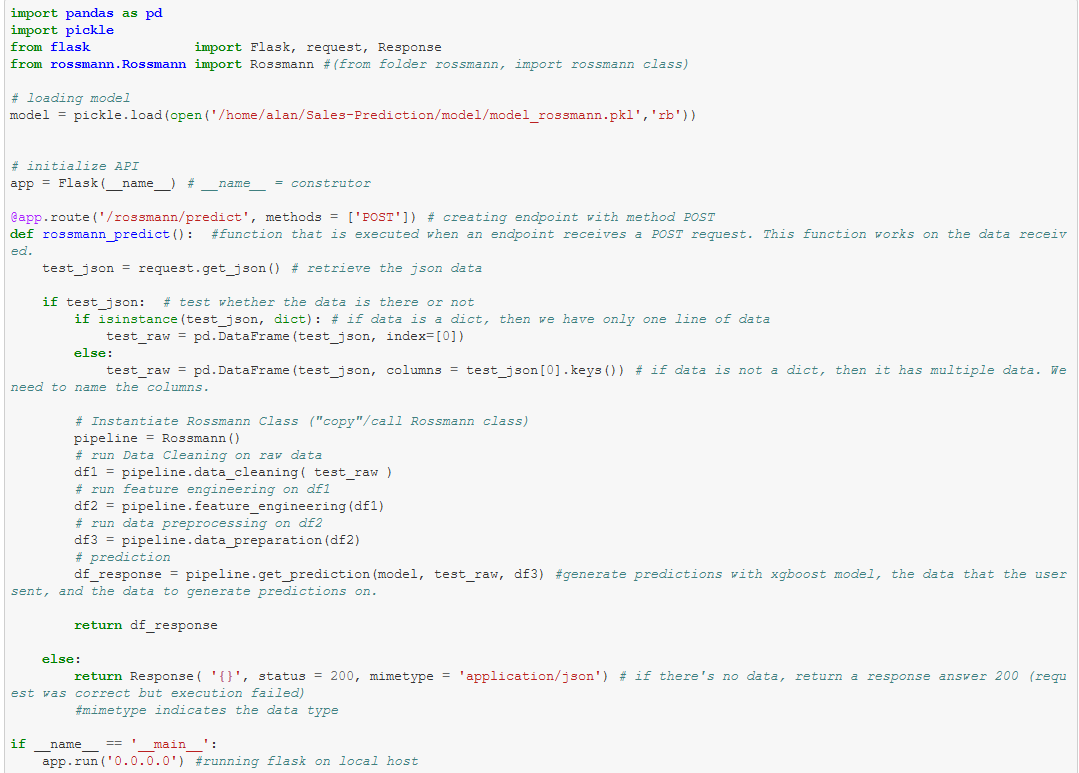 import pandas as pd
import pickle
from flask             import Flask, request, Response
from rossmann.Rossmann import Rossmann #(from folder rossmann, import rossmann class)
# loading model
model = pickle.load(open('/home/alan/Sales-Prediction/model/model_rossmann.pkl','rb'))
# initialize API
app = Flask(__name__) # __name__ = construtor
@app.route('/rossmann/predict', methods = ['POST']) # creating endpoint with method POST
def rossmann_predict():  #function that is executed when an endpoint receives a POST request. This function works on the data receiv
ed.
    test_json = request.get_json() # retrieve the json data
    if test_json:  # test whether the data is there or not
        if isinstance(test_json, dict): # if data is a dict, then we have only one line of data
            test_raw = pd.DataFrame(test_json, index=[0])
        else:
            test_raw = pd.DataFrame(test_json, columns = test_json[0].keys()) # if data is not a dict, then it has multiple data. We
need to name the columns.
        # Instantiate Rossmann Class ("copy"/call Rossmann class)
        pipeline = Rossmann()
        # run Data Cleaning on raw data
        df1 = pipeline.data_cleaning( test_raw )
        # run feature engineering on df1
        df2 = pipeline.feature_engineering(df1)
        # run data preprocessing on df2
        df3 = pipeline.data_preparation(df2)
        # prediction
        df_response = pipeline.get_prediction(model, test_raw, df3) #generate predictions with xgboost model, the data that the user
sent, and the data to generate predictions on.
        return df_response
    else:
        return Response( '{}', status = 200, mimetype = 'application/json') # if there's no data, return a response answer 200 (requ
est was correct but execution failed)
        #mimetype indicates the data type
if __name__ == '__main__':
    app.run('0.0.0.0') #running flask on local host